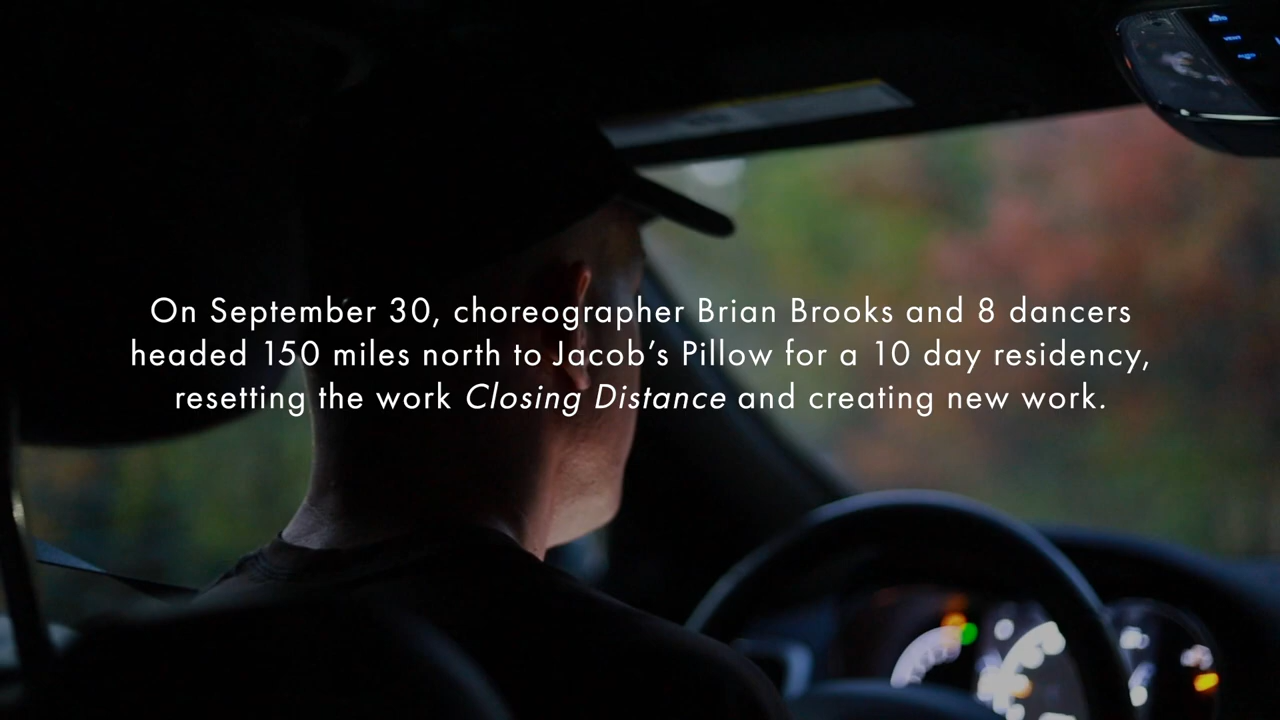 On September 30, choreographer Brian Brooks and 8 dancers
headed 150 miles north to Jacob’s Pillow for a 10 day residency,
resetting the work Closing Distance and creating new work.